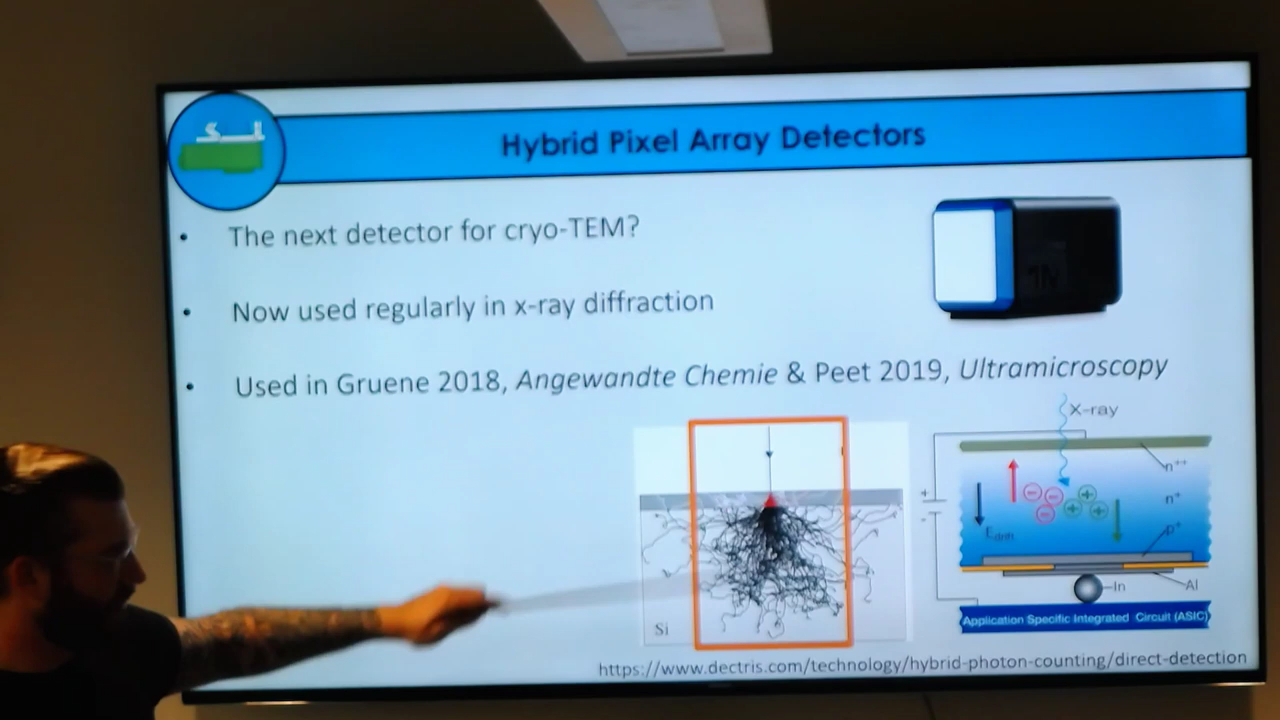 Hybrid Pixel Array Detectors
• The next detector for cryo-TEM?
• Now used regularly in x-ray diffraction
• Used in Gruene 2018, Angewandte Chemie & Peet 2019, Ultramicroscopy
X-ray
n++
n+
p+
+
-
Edrift
In
Al
Application Specific Integrated Circuit (ASIC)
Si
https://www.dectris.com/technology/hybrid-photon-counting/direct-detection